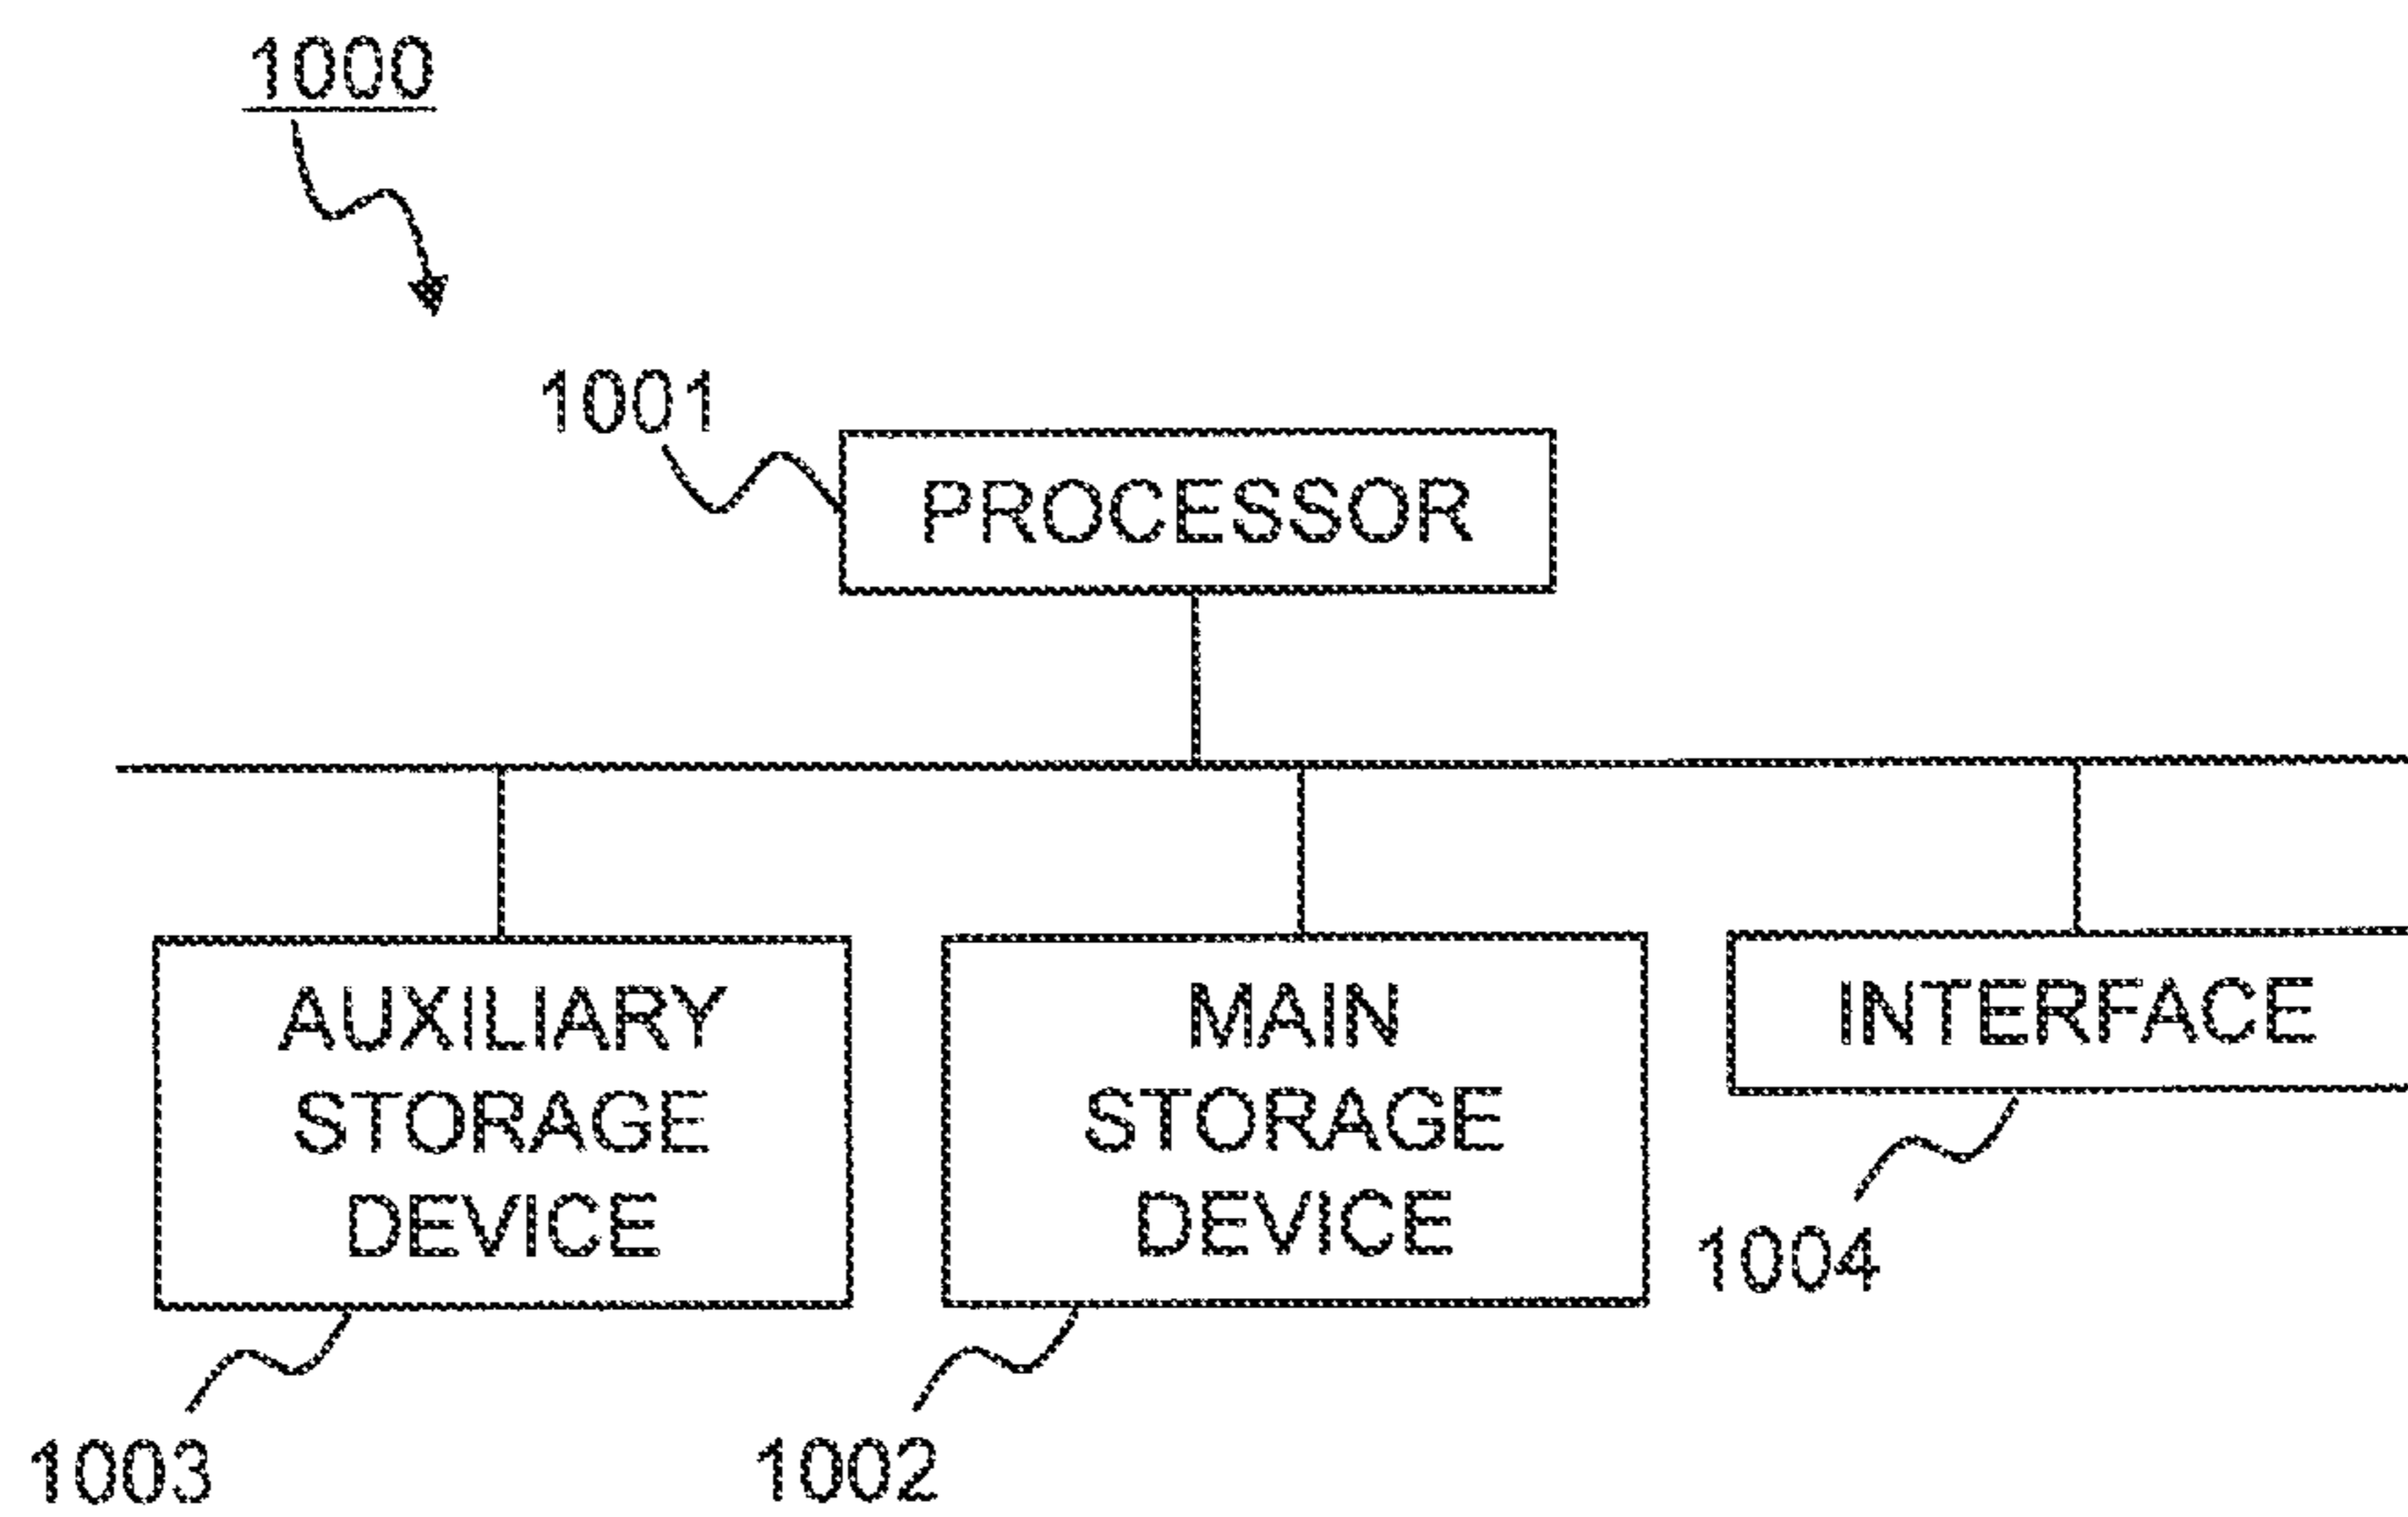 1000
1001
PROCESSOR
AUXILIARY
STORAGE
DEVICE
MAIN
STORAGE
DEVICE
INTERFACE
1004
1003
1002